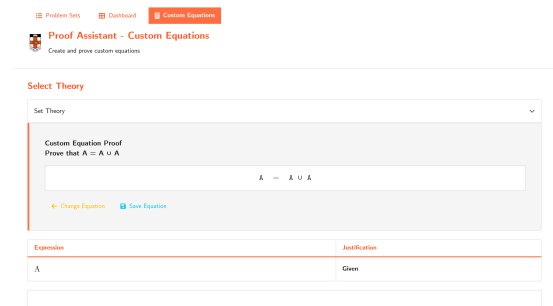 Problem Sets Dashboard Custom Equations
Proof Assistant - Custom Equations
Create and prove custom equations
Select Theory
Set Theory
Custom Equation Proof
Prove that A = A ∪ A
A = A ∪ A
Change Equation Save Equation
Expression Justification
A Given